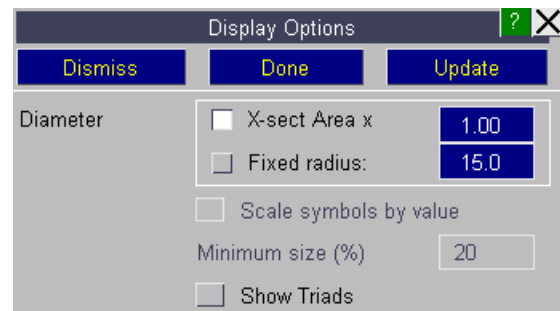 Display Options ?
Dismiss Done Update
Diameter X-sect Area x 1.00
Fixed radius: 15.0
Scale symbols by value
Minimum size (%) 20
Show Triads